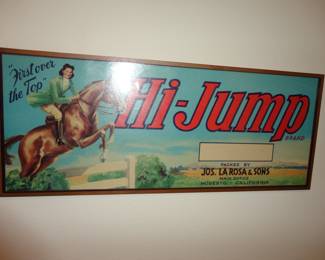 "First over
the Top"
Hi-Jump
BRAND
PACKED BY
JOS. LA ROSA & SONS
MAIN OFFICE
MODESTO, CALIFORNIA